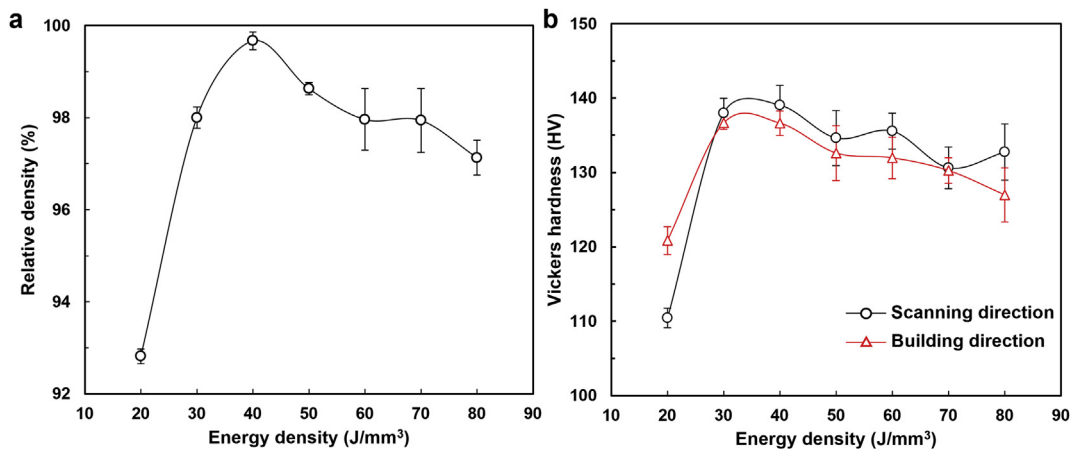 a
100
98
96
94
92
Relative density (%)
10 20 30 40 50 60 70 80 90
Energy density (J/mm³)
b
150
140
130
120
110
100
Vickers hardness (HV)
Scanning direction
Building direction
10 20 30 40 50 60 70 80 90
Energy density (J/mm³)